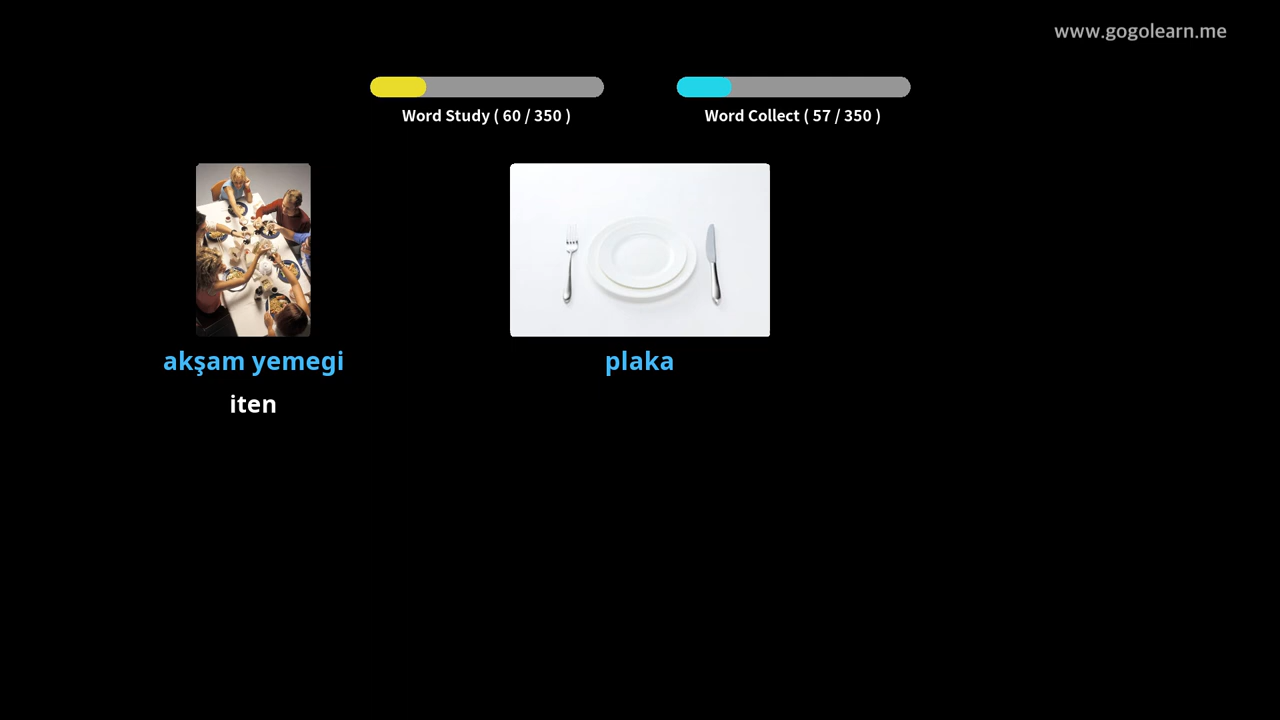 www.gogolearn.me
Word Study ( 60 / 350 )
Word Collect ( 57 / 350 )
akşam yemegi
plaka
iten